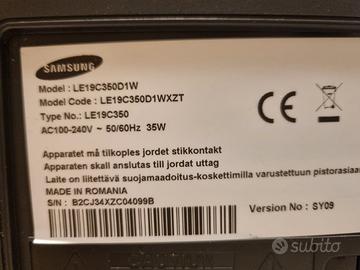 SAMSUNG
Model : LE19C350D1W
Model Code : LE19C350D1WXZT
Type No.: LE19C350
AC100-240V ~ 50/60Hz 35W
CE
Apparatet må tilkoples jordet stikkontakt
Apparaten skall anslutas till jordat uttag
Laite on liitettävä suojamaadoitus-koskettimilla varustettuun pistorasiaan
MADE IN ROMANIA
S/N : B2CJ34XZC04099B
Version No : SY09
subito